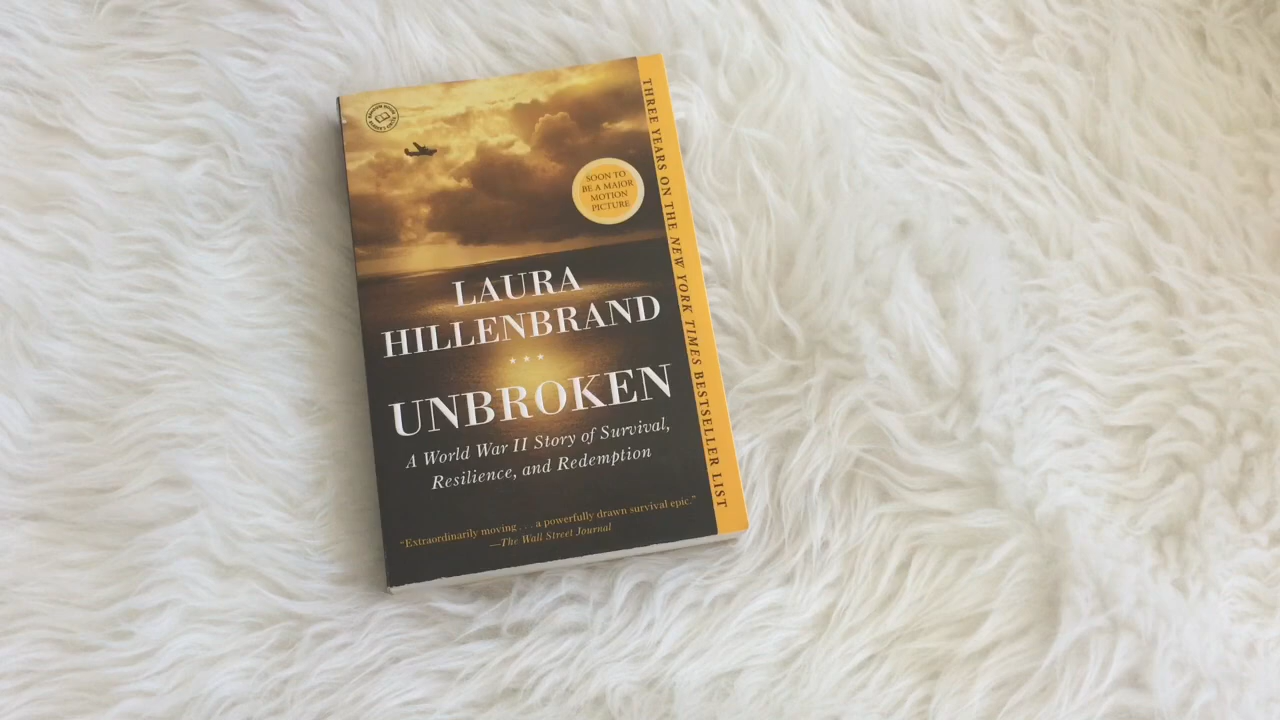 SOON TO
BE A MAJOR
MOTION
PICTURE
LAURA
HILLENBRAND
UNBROKEN
A World War II Story of Survival,
Resilience, and Redemption
“Extraordinarily moving . . . a powerfully drawn survival epic.”
—The Wall Street Journal
THREE YEARS ON THE NEW YORK TIMES BESTSELLER LIST